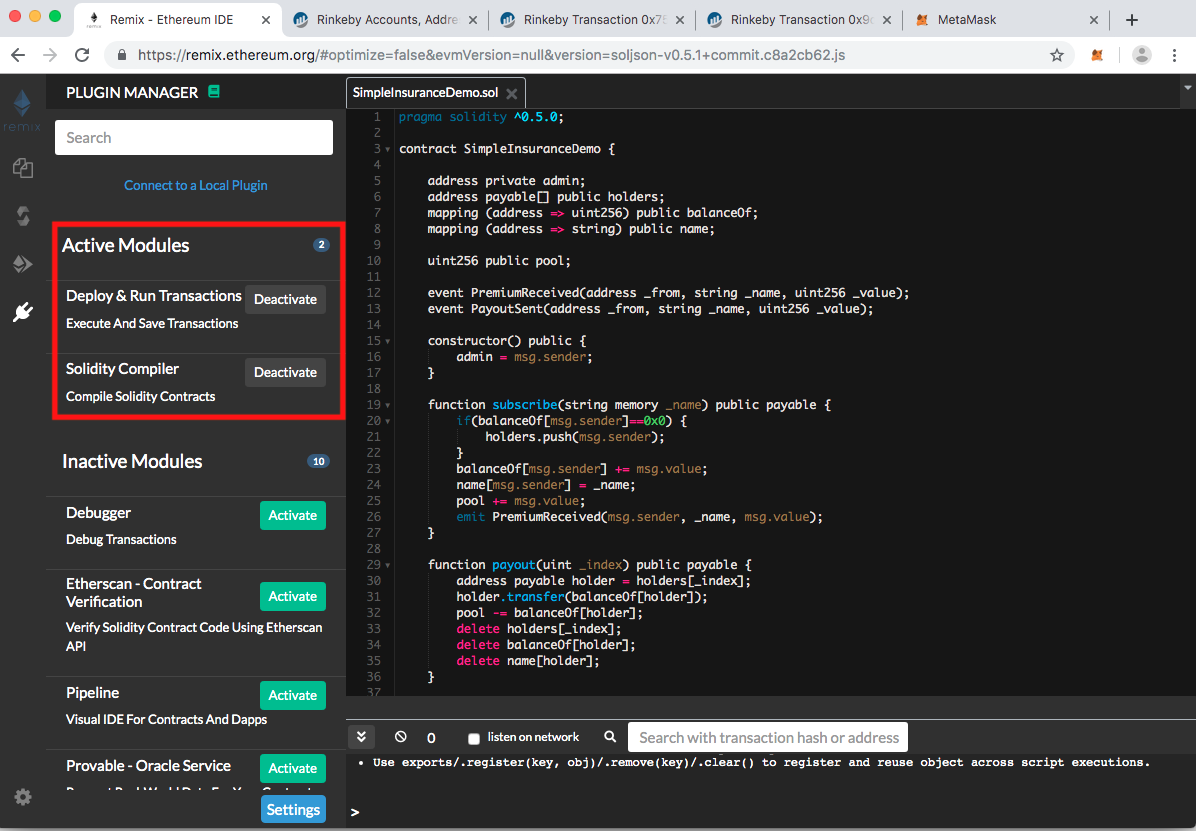 Remix - Ethereum IDE
Rinkeby Accounts, Addre
Rinkeby Transaction 0x75
Rinkeby Transaction 0x9
MetaMask
https://remix.ethereum.org/#optimize=false&evmVersion=null&version=soljson-v0.5.1+commit.c8a2cb62.js
remix
PLUGIN MANAGER
Search
Connect to a Local Plugin
Active Modules 2
Deploy & Run Transactions Deactivate
Execute And Save Transactions
Solidity Compiler Deactivate
Compile Solidity Contracts
Inactive Modules 10
Debugger Activate
Debug Transactions
Etherscan - Contract
Verification Activate
Verify Solidity Contract Code Using Etherscan
API
Pipeline Activate
Visual IDE For Contracts And Dapps
Provable - Oracle Service Activate
Settings
SimpleInsuranceDemo.sol
1 pragma solidity ^0.5.0;
2
3 contract SimpleInsuranceDemo {
4
5 address private admin;
6 address payable[] public holders;
7 mapping (address => uint256) public balanceOf;
8 mapping (address => string) public name;
9
10 uint256 public pool;
11
12 event PremiumReceived(address _from, string _name, uint256 _value);
13 event PayoutSent(address _from, string _name, uint256 _value);
14
15 constructor() public {
16 admin = msg.sender;
17 }
18
19 function subscribe(string memory _name) public payable {
20 if(balanceOf[msg.sender]==0x0) {
21 holders.push(msg.sender);
22 }
23 balanceOf[msg.sender] += msg.value;
24 name[msg.sender] = _name;
25 pool += msg.value;
26 emit PremiumReceived(msg.sender, _name, msg.value);
27 }
28
29 function payout(uint _index) public payable {
30 address payable holder = holders[_index];
31 holder.transfer(balanceOf[holder]);
32 pool -= balanceOf[holder];
33 delete holders[_index];
34 delete balanceOf[holder];
35 delete name[holder];
36 }
37
0 listen on network Search with transaction hash or address
• Use exports/.register(key, obj)/.remove(key)/.clear() to register and reuse object across script executions.
>